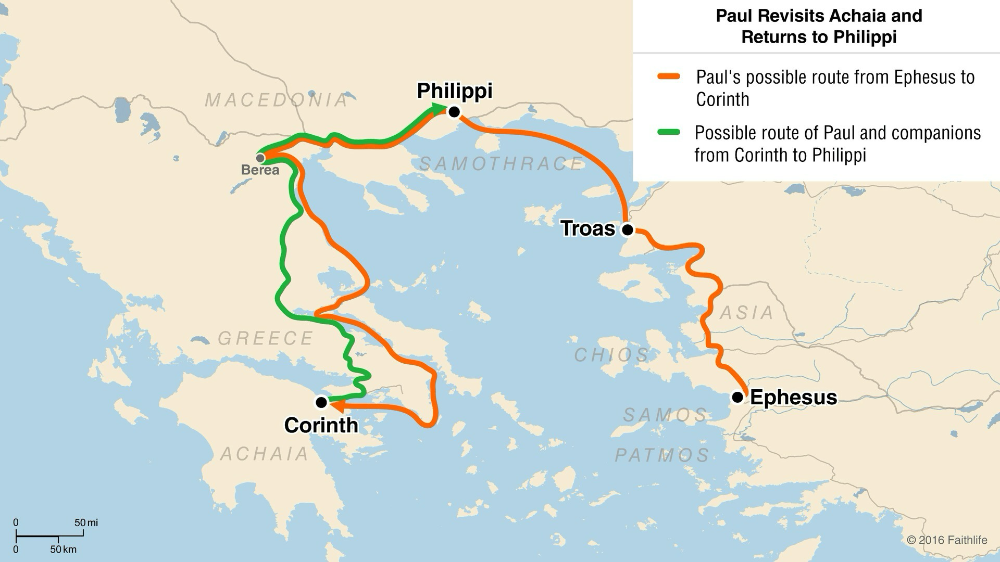 Paul Revisits Achaia and
Returns to Philippi
Paul's possible route from Ephesus to
Corinth
Possible route of Paul and companions
from Corinth to Philippi
Philippi
MACEDONIA
SAMOTHRACE
Berea
Troas
ASIA
GREECE
CHIOS
Ephesus
SAMOS
Corinth
ACHAIA
PATMOS
0 50 mi
0 50 km
© 2016 Faithlife